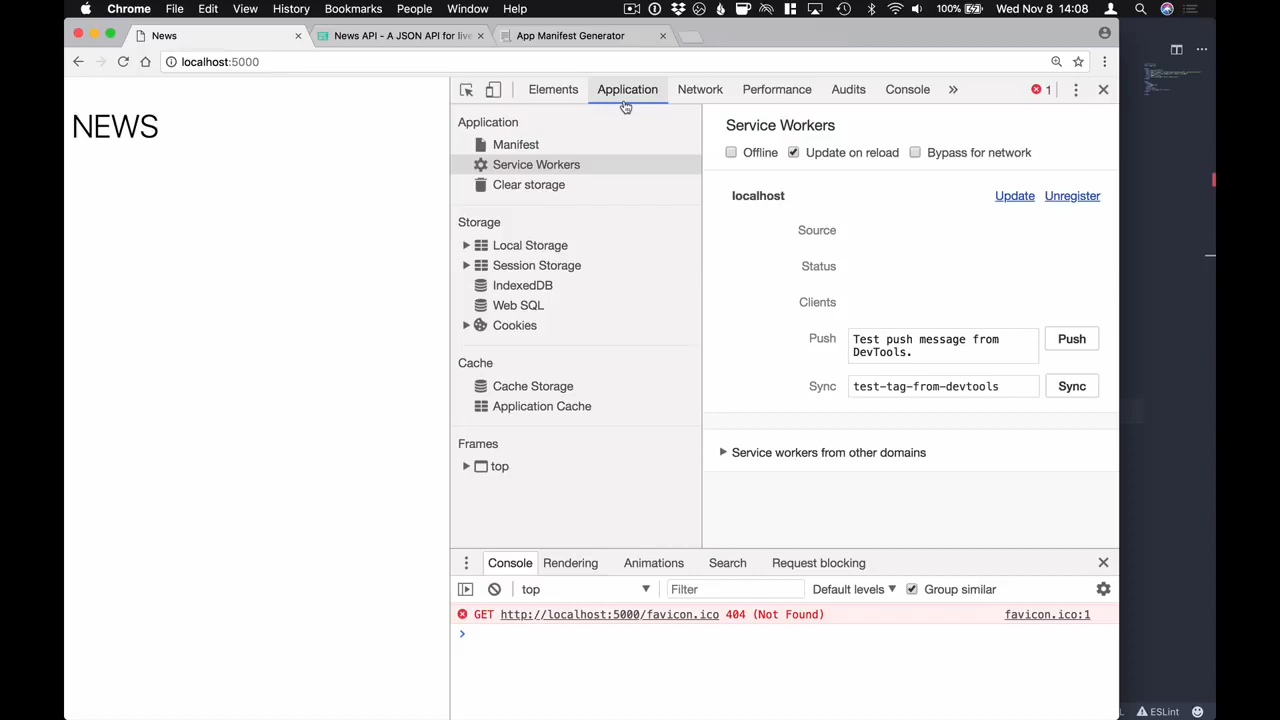 Chrome File Edit View History Bookmarks People Window Help 100% Wed Nov 8 14:08
News News API - A JSON API for live App Manifest Generator
localhost:5000
NEWS
Elements Application Network Performance Audits Console » 1
Application
Manifest
Service Workers
Clear storage
Storage
Local Storage
Session Storage
IndexedDB
Web SQL
Cookies
Cache
Cache Storage
Application Cache
Frames
top
Service Workers
Offline Update on reload Bypass for network
localhost Update Unregister
Source
Status
Clients
Push Test push message from DevTools. Push
Sync test-tag-from-devtools Sync
Service workers from other domains
Console Rendering Animations Search Request blocking
top Filter Default levels Group similar
GET http://localhost:5000/favicon.ico 404 (Not Found) favicon.ico:1
ESLint